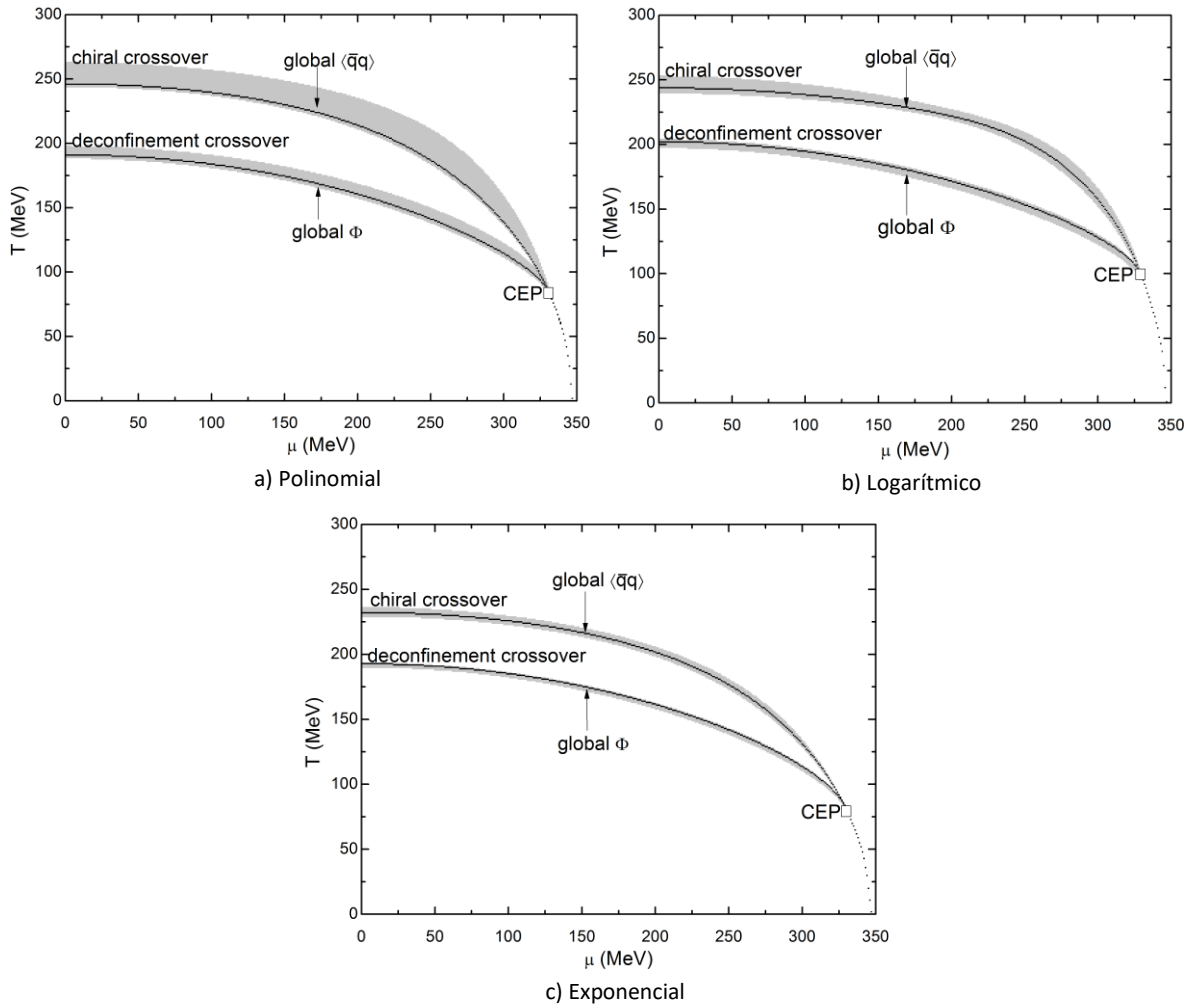 300
250
200
150
100
50
0
T (MeV)
chiral crossover
global ⟨q̅q⟩
deconfinement crossover
global Φ
CEP
0 50 100 150 200 250 300 350
μ (MeV)
a) Polinomial
300
250
200
150
100
50
0
T (MeV)
chiral crossover
global ⟨q̅q⟩
deconfinement crossover
global Φ
CEP
0 50 100 150 200 250 300 350
μ (MeV)
b) Logarítmico
300
250
200
150
100
50
0
T (MeV)
global ⟨q̅q⟩
chiral crossover
deconfinement crossover
global Φ
CEP
0 50 100 150 200 250 300 350
μ (MeV)
c) Exponencial